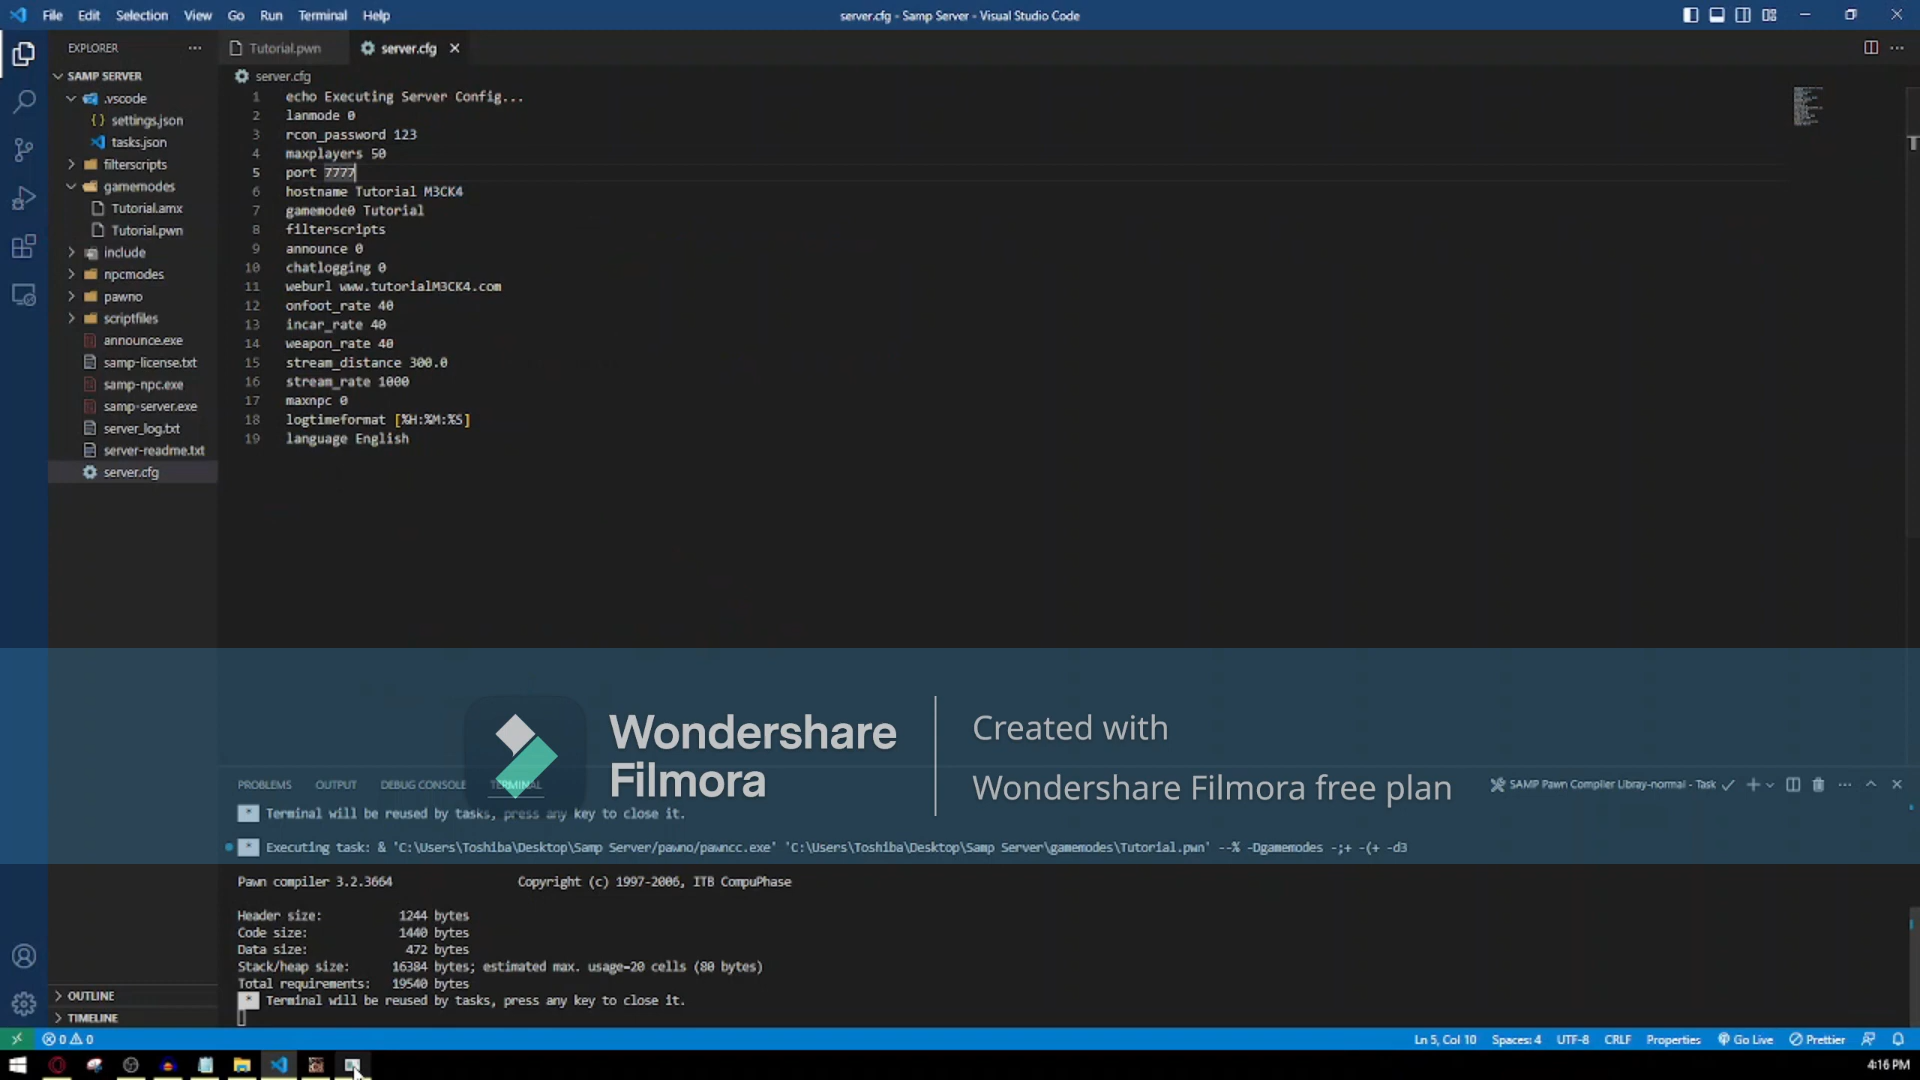 File Edit Selection View Go Run Terminal Help
server.cfg - Samp Server - Visual Studio Code
EXPLORER
SAMP SERVER
.vscode
settings.json
tasks.json
filterscripts
gamemodes
Tutorial.amx
Tutorial.pwn
include
npcmodes
pawno
scriptfiles
announce.exe
samp-license.txt
samp-npc.exe
samp-server.exe
server_log.txt
server-readme.txt
server.cfg
OUTLINE
TIMELINE
Tutorial.pwn
server.cfg
server.cfg
1 echo Executing Server Config...
2 lanmode 0
3 rcon_password 123
4 maxplayers 50
5 port 7777
6 hostname Tutorial M3CK4
7 gamemode0 Tutorial
8 filterscripts
9 announce 0
10 chatlogging 0
11 weburl www.tutorialM3CK4.com
12 onfoot_rate 40
13 incar_rate 40
14 weapon_rate 40
15 stream_distance 300.0
16 stream_rate 1000
17 maxnpc 0
18 logtimeformat [%H:%M:%S]
19 language English
Wondershare
Filmora
Created with
Wondershare Filmora free plan
PROBLEMS OUTPUT DEBUG CONSOLE TERMINAL
SAMP Pawn Complier Libray-normal - Task
* Terminal will be reused by tasks, press any key to close it.
* Executing task: & 'C:\Users\Toshiba\Desktop\Samp Server/pawno/pawncc.exe' 'C:\Users\Toshiba\Desktop\Samp Server\gamemodes\Tutorial.pwn' --% -Dgamemodes -;+ -(+ -d3
Pawn compiler 3.2.3664 Copyright (c) 1997-2006, ITB CompuPhase
Header size: 1244 bytes
Code size: 1440 bytes
Data size: 472 bytes
Stack/heap size: 16384 bytes; estimated max. usage=20 cells (80 bytes)
Total requirements: 19540 bytes
* Terminal will be reused by tasks, press any key to close it.
0 0
Ln 5, Col 10 Spaces: 4 UTF-8 CRLF Properties Go Live Prettier
4:16 PM